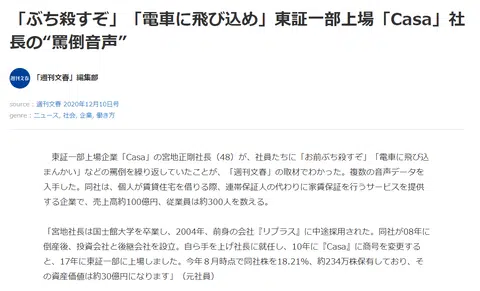 「ぶち殺すぞ」「電車に飛び込め」東証一部上場「Casa」社
長の“罵倒音声”
週刊文春
「週刊文春」編集部
source : 週刊文春 2020年12月10日号
genre : ニュース, 社会, 企業, 働き方
東証一部上場企業「Casa」の宮地正剛社長（48）が、社員たちに「お前ぶち殺すぞ」「電車に飛び込
まんかい」などの罵倒を繰り返していたことが、「週刊文春」の取材でわかった。複数の音声データを
入手した。同社は、個人が賃貸住宅を借りる際、連帯保証人の代わりに家賃保証を行うサービスを提供
する企業で、売上高約100億円、従業員は約300人を数える。
「宮地社長は国士舘大学を卒業し、2004年、前身の会社『リプラス』に中途採用された。同社が08年に
倒産後、投資会社と後継会社を設立。自ら手を上げ社長に就任し、10年に『Casa』に商号を変更する
と、17年に東証一部に上場しました。今年８月時点で同社株を18.21%、約234万株保有しており、そ
の資産価値は約30億円になります」（元社員）